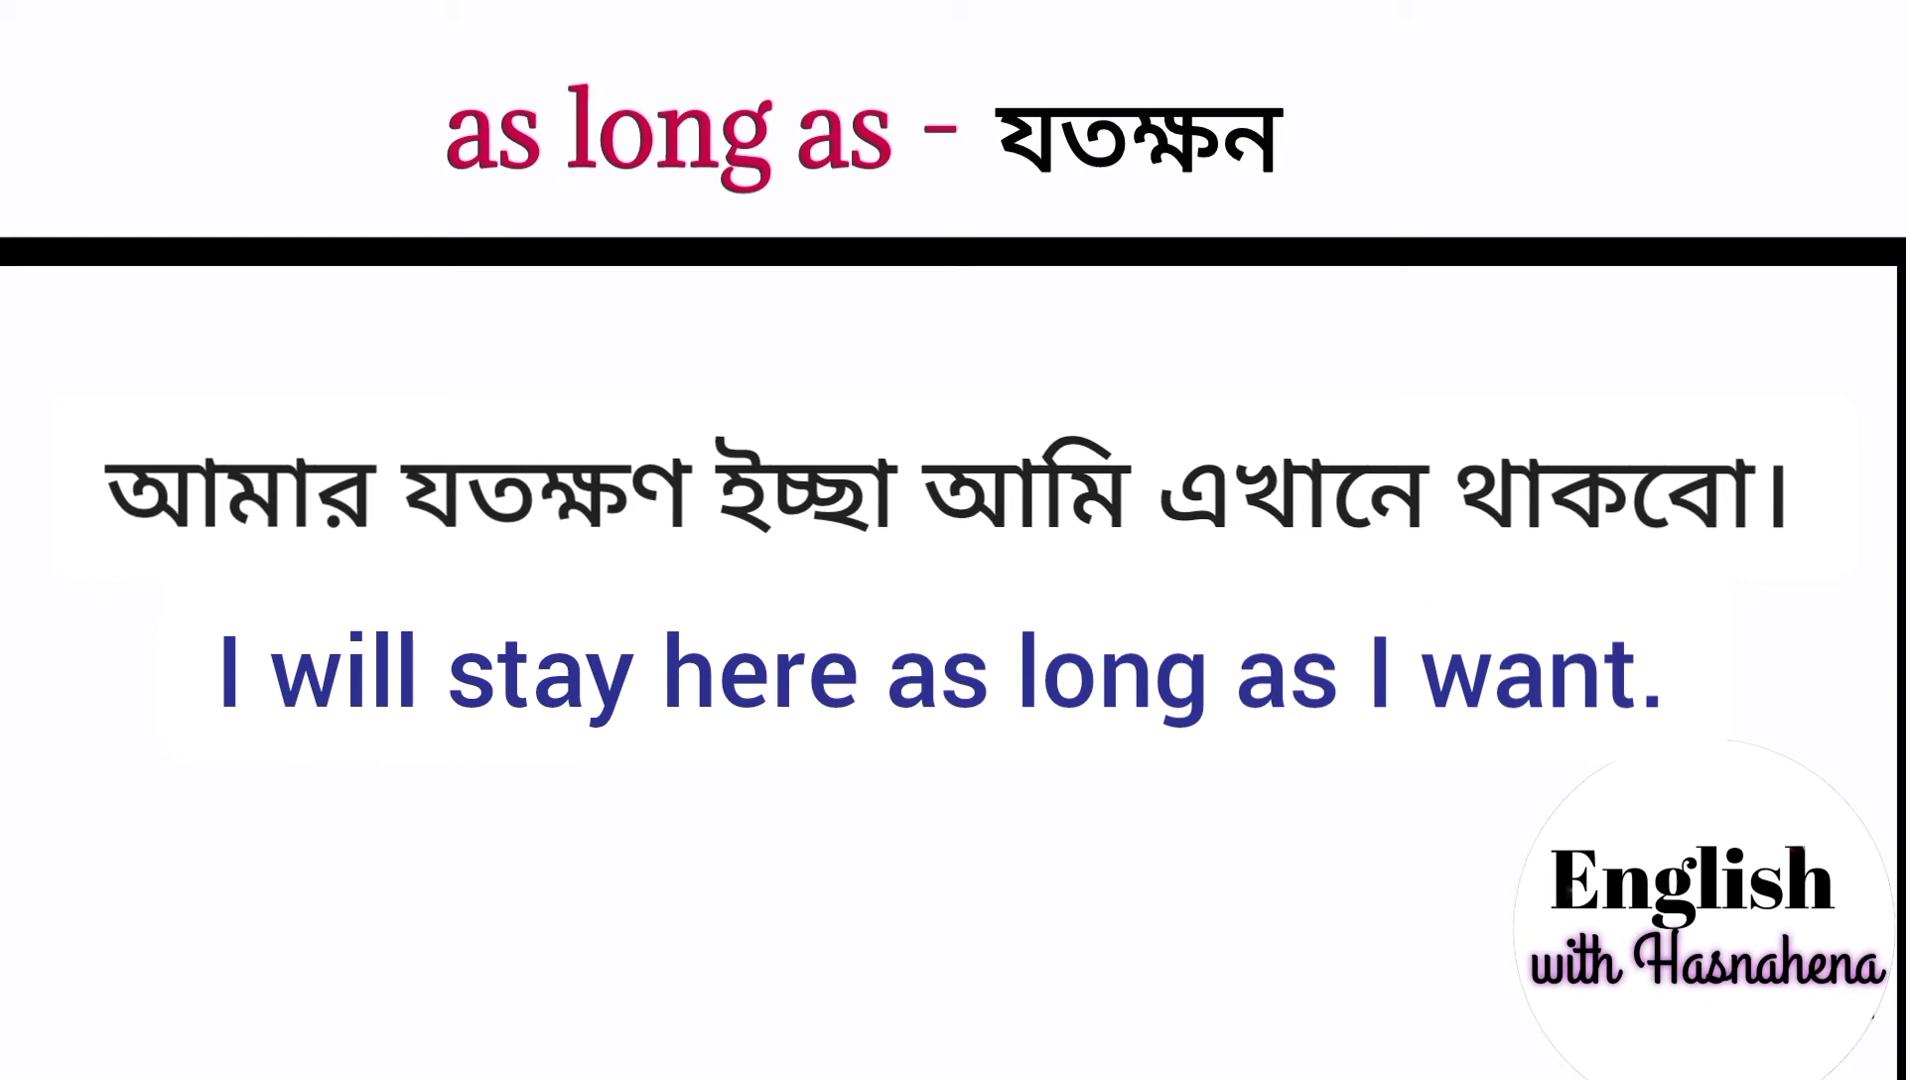 as long as - যতক্ষন
আমার যতক্ষণ ইচ্ছা আমি এখানে থাকবো।
I will stay here as long as I want.
English
with Hasnahena